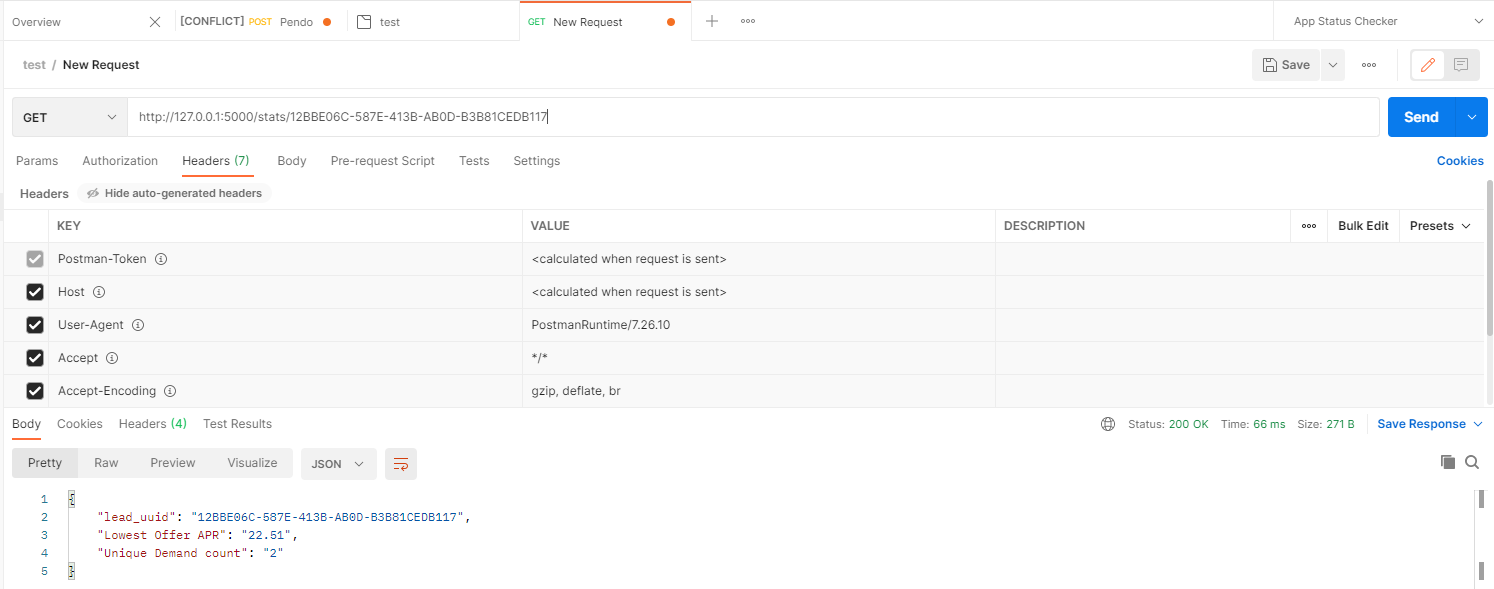 Overview
[CONFLICT] POST Pendo
test
GET New Request
App Status Checker
test / New Request
Save
GET
http://127.0.0.1:5000/stats/12BBE06C-587E-413B-AB0D-B3B81CEDB117
Send
Params Authorization Headers (7) Body Pre-request Script Tests Settings
Cookies
Headers Hide auto-generated headers
KEY VALUE DESCRIPTION Bulk Edit Presets
Postman-Token <calculated when request is sent>
Host <calculated when request is sent>
User-Agent PostmanRuntime/7.26.10
Accept */*
Accept-Encoding gzip, deflate, br
Body Cookies Headers (4) Test Results
Status: 200 OK Time: 66 ms Size: 271 B Save Response
Pretty Raw Preview Visualize JSON
1 {
2 "lead_uuid": "12BBE06C-587E-413B-AB0D-B3B81CEDB117",
3 "Lowest Offer APR": "22.51",
4 "Unique Demand count": "2"
5 }